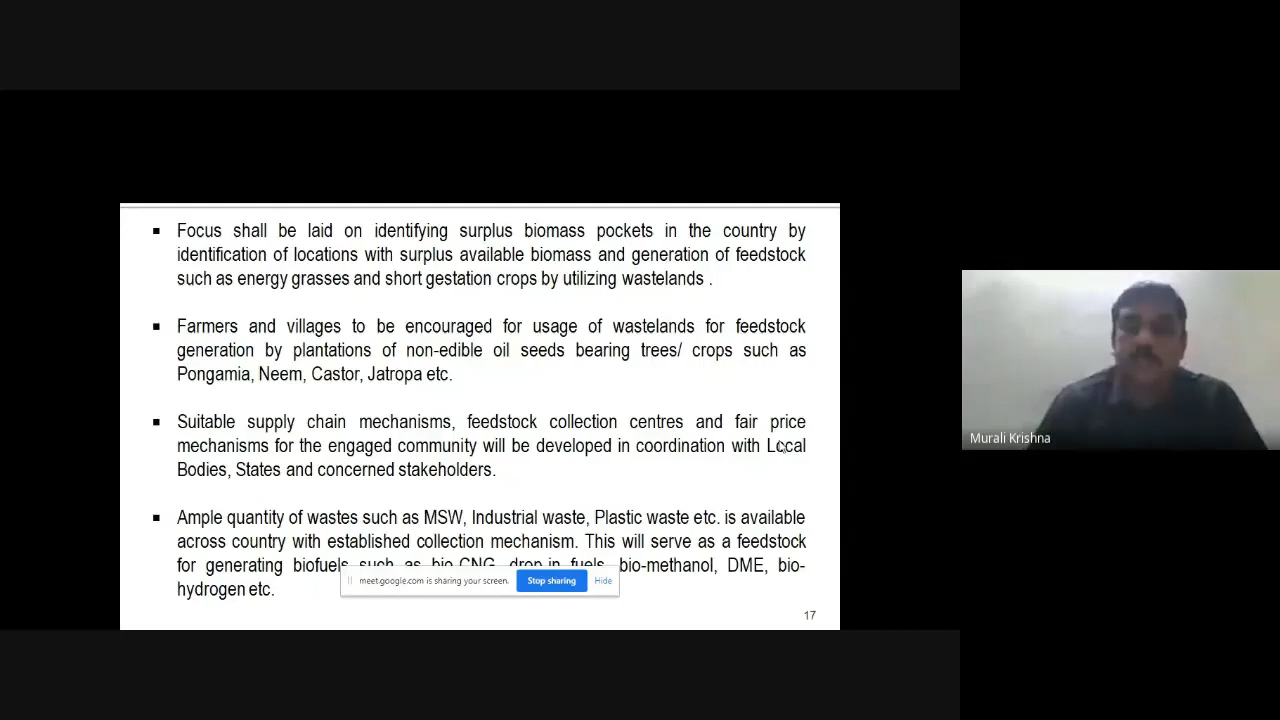 Focus shall be laid on identifying surplus biomass pockets in the country by
identification of locations with surplus available biomass and generation of feedstock
such as energy grasses and short gestation crops by utilizing wastelands .
Farmers and villages to be encouraged for usage of wastelands for feedstock
generation by plantations of non-edible oil seeds bearing trees/ crops such as
Pongamia, Neem, Castor, Jatropa etc.
Suitable supply chain mechanisms, feedstock collection centres and fair price
mechanisms for the engaged community will be developed in coordination with Local
Bodies, States and concerned stakeholders.
Ample quantity of wastes such as MSW, Industrial waste, Plastic waste etc. is available
across country with established collection mechanism. This will serve as a feedstock
for generating biofuels such as bio-CNG, drop-in fuels, bio-methanol, DME, bio-
hydrogen etc.
meet.google.com is sharing your screen. Stop sharing Hide
17
Murali Krishna